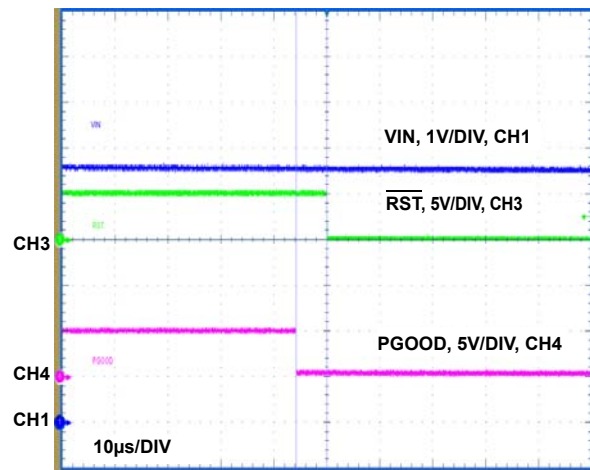 VIN
VIN, 1V/DIV, CH1
RST, 5V/DIV, CH3
RST
CH3
PGOOD, 5V/DIV, CH4
PGOOD
CH4
CH1
10µs/DIV